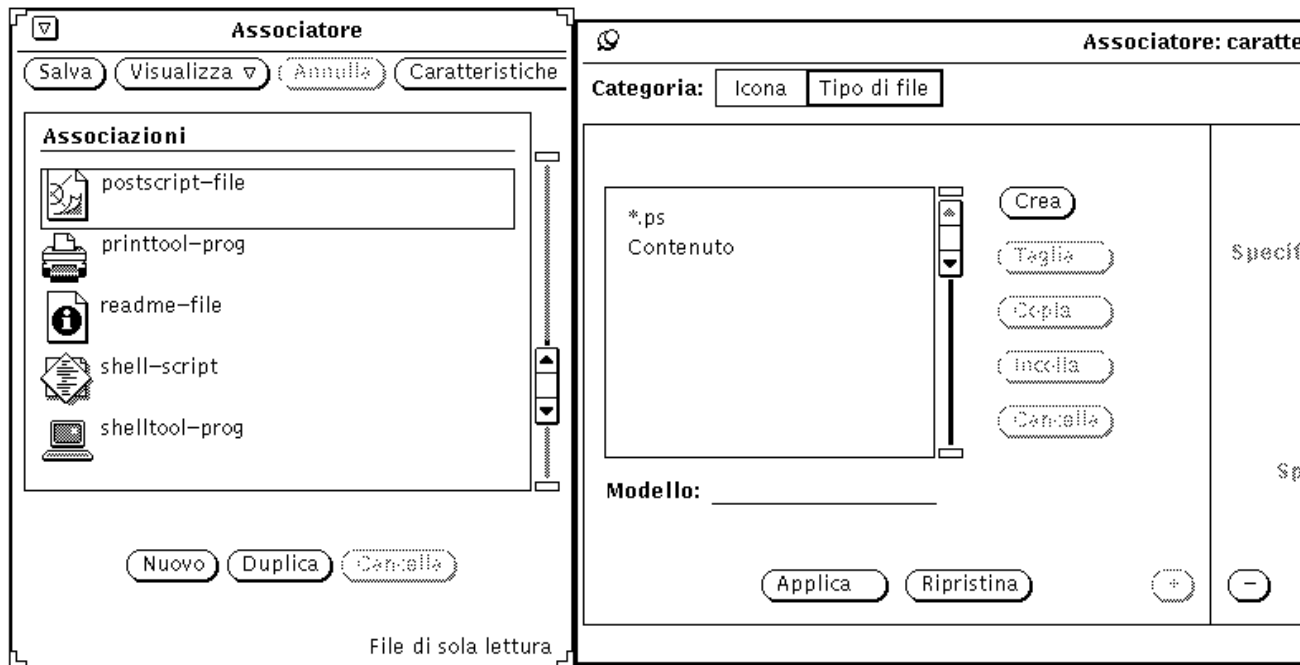 Associatore
Salva Visualizza Annulla Caratteristiche
Associazioni
postscript-file
printtool-prog
readme-file
shell-script
shelltool-prog
Nuovo Duplica Cancella
File di sola lettura
Associatore: caratte
Categoria: Icona Tipo di file
*.ps
Contenuto
Crea
Taglia
Copia
Incolla
Cancella
Specif
Sp
Modello:
Applica Ripristina + −